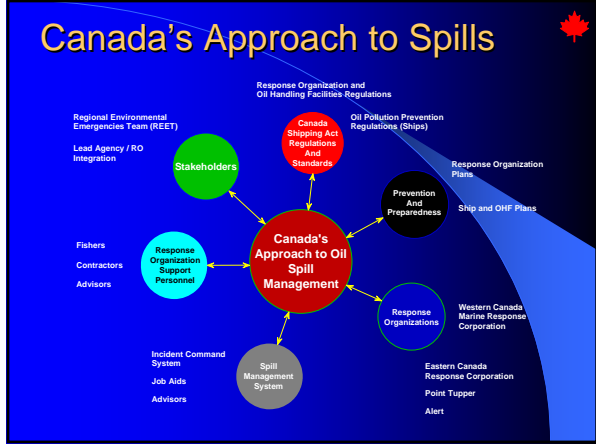 Canada's Approach to Spills
Response Organization and
Oil Handling Facilities Regulations
Oil Pollution Prevention
Regulations (Ships)
Canada
Shipping Act
Regulations
And
Standards
Regional Environmental
Emergencies Team (REET)
Lead Agency / RO
Integration
Stakeholders
Response Organization
Plans
Ship and OHF Plans
Prevention
And
Preparedness
Canada's
Approach to Oil
Spill
Management
Fishers
Contractors
Advisors
Response
Organization
Support
Personnel
Response
Organizations
Western Canada
Marine Response
Corporation
Eastern Canada
Response Corporation
Point Tupper
Alert
Incident Command
System
Job Aids
Advisors
Spill
Management
System